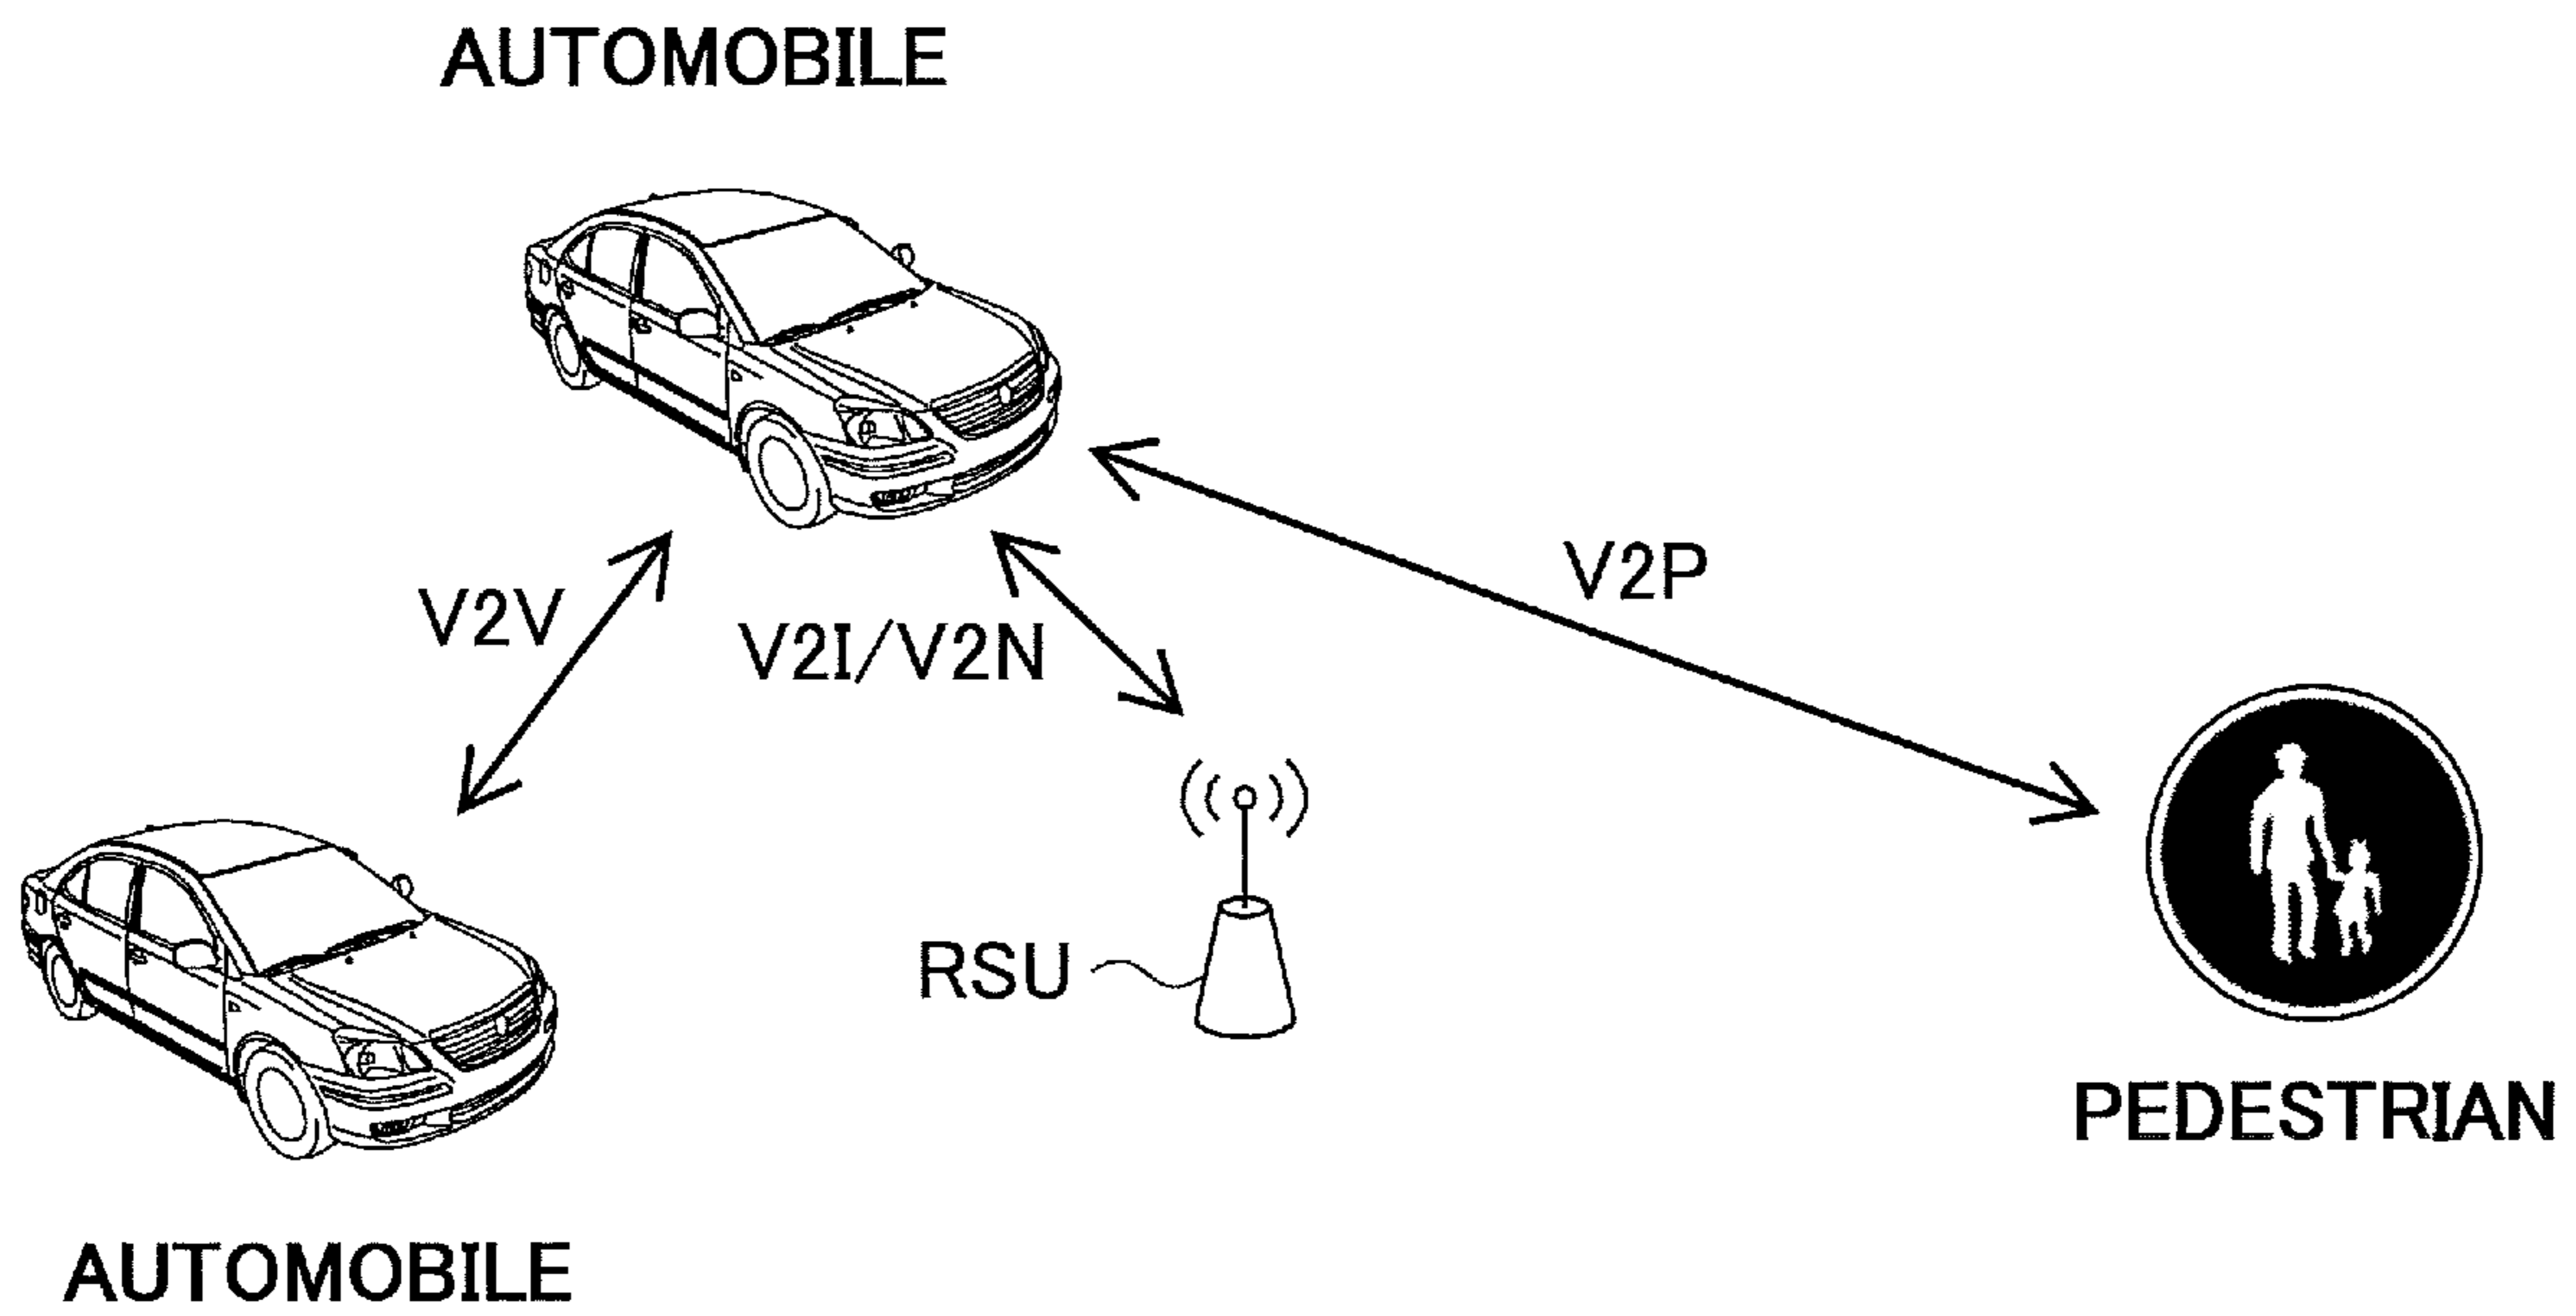 AUTOMOBILE
V2P
V2V
V2I/V2N
RSU
PEDESTRIAN
AUTOMOBILE